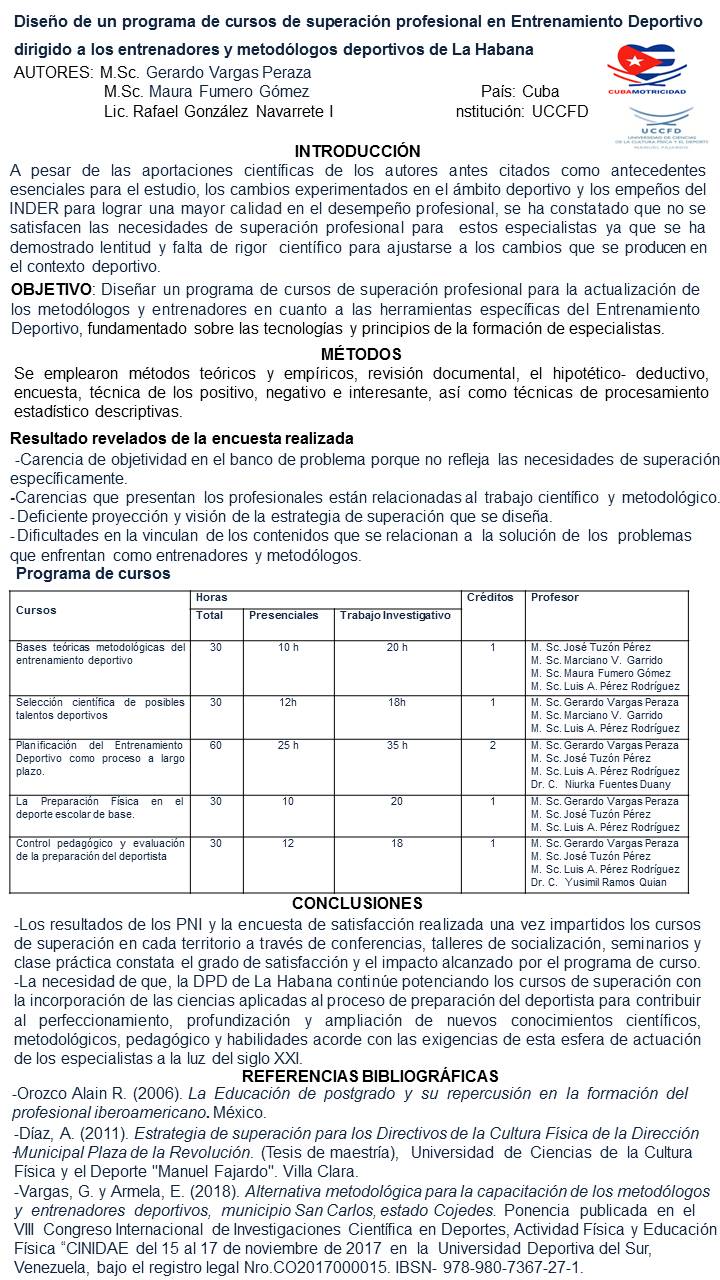 Diseño de un programa de cursos de superación profesional en Entrenamiento Deportivo
dirigido a los entrenadores y metodólogos deportivos de La Habana
AUTORES: M.Sc. Gerardo Vargas Peraza
M.Sc. Maura Fumero Gómez País: Cuba
Lic. Rafael González Navarrete I nstitución: UCCFD
CUBAMOTRICIDAD
UCCFD
UNIVERSIDAD DE CIENCIAS
DE LA CULTURA FÍSICA Y EL DEPORTE
MANUEL FAJARDO
INTRODUCCIÓN
A pesar de las aportaciones científicas de los autores antes citados como antecedentes
esenciales para el estudio, los cambios experimentados en el ámbito deportivo y los empeños del
INDER para lograr una mayor calidad en el desempeño profesional, se ha constatado que no se
satisfacen las necesidades de superación profesional para estos especialistas ya que se ha
demostrado lentitud y falta de rigor científico para ajustarse a los cambios que se producen en
el contexto deportivo.
OBJETIVO: Diseñar un programa de cursos de superación profesional para la actualización de
los metodólogos y entrenadores en cuanto a las herramientas específicas del Entrenamiento
Deportivo, fundamentado sobre las tecnologías y principios de la formación de especialistas.
MÉTODOS
Se emplearon métodos teóricos y empíricos, revisión documental, el hipotético- deductivo,
encuesta, técnica de los positivo, negativo e interesante, así como técnicas de procesamiento
estadístico descriptivas.
Resultado revelados de la encuesta realizada
-Carencia de objetividad en el banco de problema porque no refleja las necesidades de superación
específicamente.
-Carencias que presentan los profesionales están relacionadas al trabajo científico y metodológico.
-Deficiente proyección y visión de la estrategia de superación que se diseña.
-Dificultades en la vinculan de los contenidos que se relacionan a la solución de los problemas
que enfrentan como entrenadores y metodólogos.
Programa de cursos
Cursos Horas Créditos Profesor
Total Presenciales Trabajo Investigativo
Bases teóricas metodológicas del 30 10 h 20 h 1 M. Sc. José Tuzón Pérez
entrenamiento deportivo M. Sc. Marciano V. Garrido
M. Sc. Maura Fumero Gómez
M. Sc. Luis A. Pérez Rodríguez
Selección científica de posibles 30 12h 18h 1 M. Sc. Gerardo Vargas Peraza
talentos deportivos M. Sc. Marciano V. Garrido
M. Sc. Luis A. Pérez Rodríguez
Planificación del Entrenamiento 60 25 h 35 h 2 M. Sc. Gerardo Vargas Peraza
Deportivo como proceso a largo M. Sc. José Tuzón Pérez
plazo. M. Sc. Luis A. Pérez Rodríguez
Dr. C. Niurka Fuentes Duany
La Preparación Física en el 30 10 20 1 M. Sc. Gerardo Vargas Peraza
deporte escolar de base. M. Sc. José Tuzón Pérez
M. Sc. Luis A. Pérez Rodríguez
Control pedagógico y evaluación 30 12 18 1 M. Sc. Gerardo Vargas Peraza
de la preparación del deportista M. Sc. José Tuzón Pérez
M. Sc. Luis A. Pérez Rodríguez
Dr. C. Yusimil Ramos Quian
CONCLUSIONES
-Los resultados de los PNI y la encuesta de satisfacción realizada una vez impartidos los cursos
de superación en cada territorio a través de conferencias, talleres de socialización, seminarios y
clase práctica constata el grado de satisfacción y el impacto alcanzado por el programa de curso.
-La necesidad de que, la DPD de La Habana continúe potenciando los cursos de superación con
la incorporación de las ciencias aplicadas al proceso de preparación del deportista para contribuir
al perfeccionamiento, profundización y ampliación de nuevos conocimientos científicos,
metodológicos, pedagógico y habilidades acorde con las exigencias de esta esfera de actuación
de los especialistas a la luz del siglo XXI.
REFERENCIAS BIBLIOGRÁFICAS
-Orozco Alain R. (2006). La Educación de postgrado y su repercusión en la formación del
profesional iberoamericano. México.
-Díaz, A. (2011). Estrategia de superación para los Directivos de la Cultura Física de la Dirección
Municipal Plaza de la Revolución. (Tesis de maestría), Universidad de Ciencias de la Cultura
Física y el Deporte "Manuel Fajardo". Villa Clara.
-Vargas, G. y Armela, E. (2018). Alternativa metodológica para la capacitación de los metodólogos
y entrenadores deportivos, municipio San Carlos, estado Cojedes. Ponencia publicada en el
VIII Congreso Internacional de Investigaciones Científica en Deportes, Actividad Física y Educación
Física “CINIDAE del 15 al 17 de noviembre de 2017 en la Universidad Deportiva del Sur,
Venezuela, bajo el registro legal Nro.CO2017000015. IBSN- 978-980-7367-27-1.